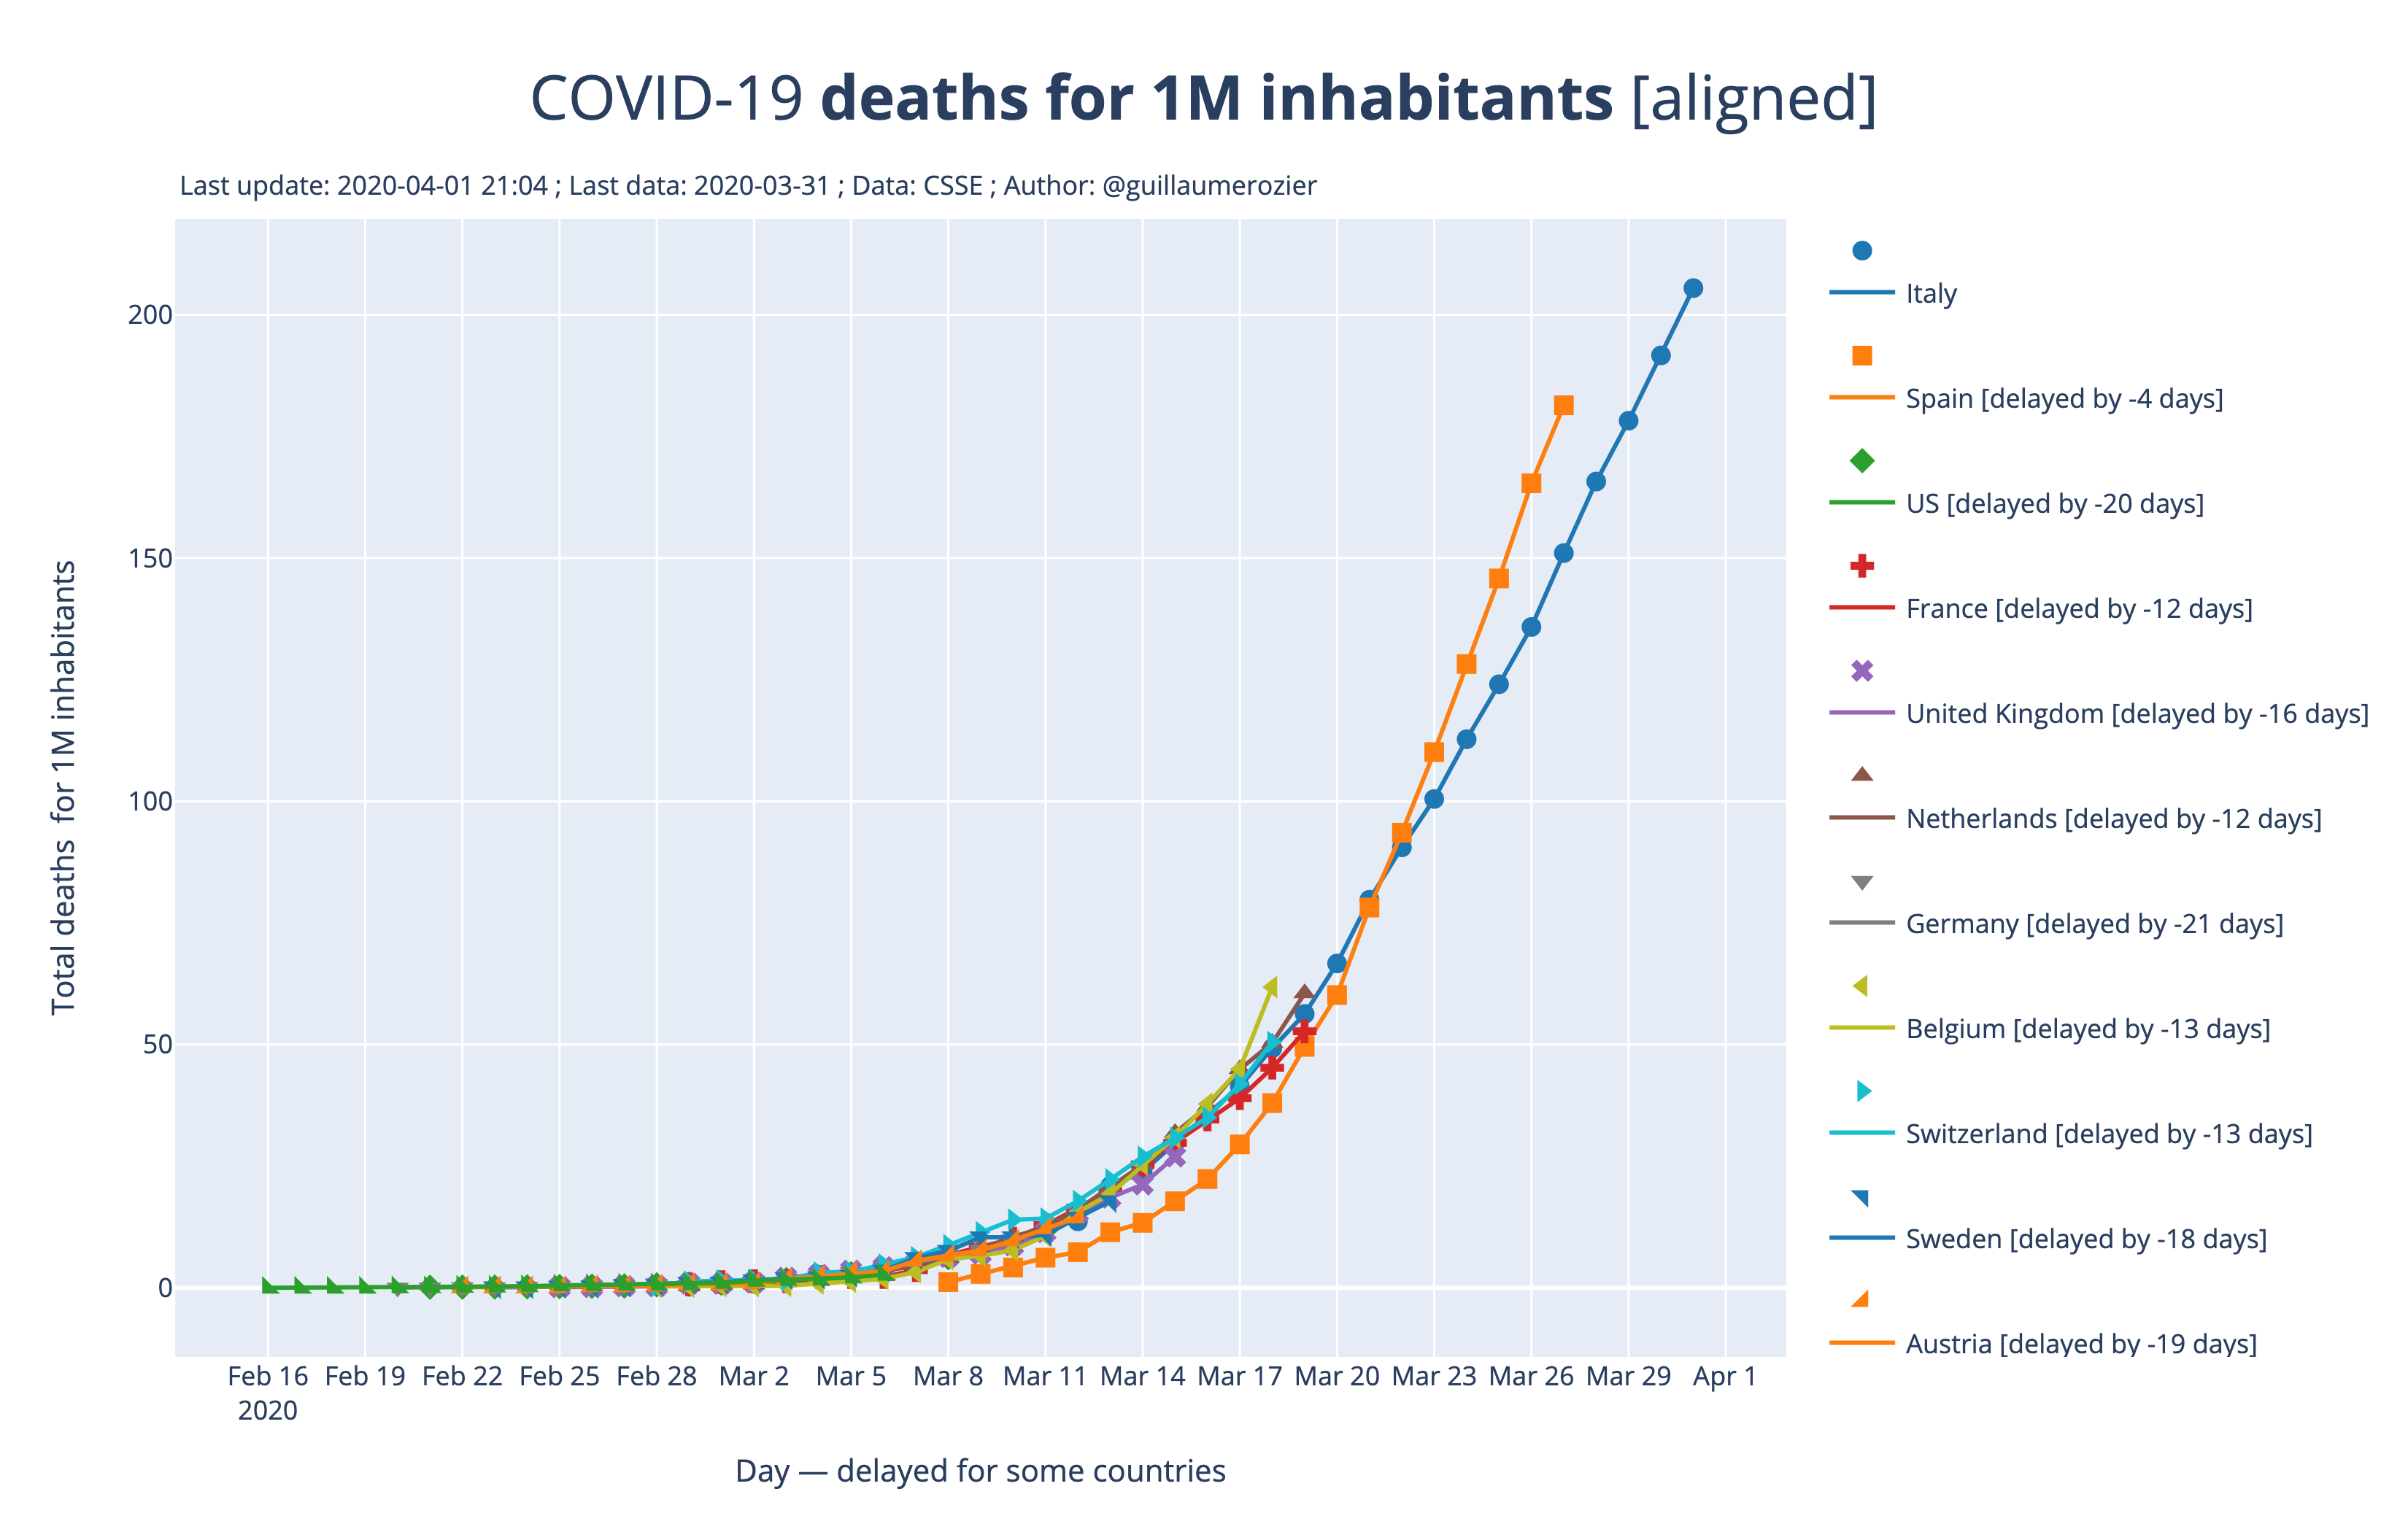 COVID-19 deaths for 1M inhabitants [aligned]
Last update: 2020-04-01 21:04 ; Last data: 2020-03-31 ; Data: CSSE ; Author: @guillaumerozier
Total deaths  for 1M inhabitants
200
150
100
50
0
Feb 16 Feb 19 Feb 22 Feb 25 Feb 28 Mar 2 Mar 5 Mar 8 Mar 11 Mar 14 Mar 17 Mar 20 Mar 23 Mar 26 Mar 29 Apr 1
2020
Day — delayed for some countries
Italy
Spain [delayed by -4 days]
US [delayed by -20 days]
France [delayed by -12 days]
United Kingdom [delayed by -16 days]
Netherlands [delayed by -12 days]
Germany [delayed by -21 days]
Belgium [delayed by -13 days]
Switzerland [delayed by -13 days]
Sweden [delayed by -18 days]
Austria [delayed by -19 days]